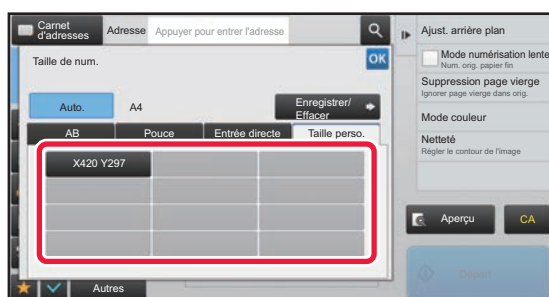 Carnet d'adresses
Adresse
Appuyer pour entrer l'adresse
Taille de num.
OK
Auto.
A4
Enregistrer/
Effacer
AB
Pouce
Entrée directe
Taille perso.
X420 Y297
Autres
Ajust. arrière plan
Mode numérisation lente
Num. orig. papier fin
Suppression page vierge
Ignorer page vierge dans orig.
Mode couleur
Netteté
Régler le contour de l'image
Aperçu
CA
Départ